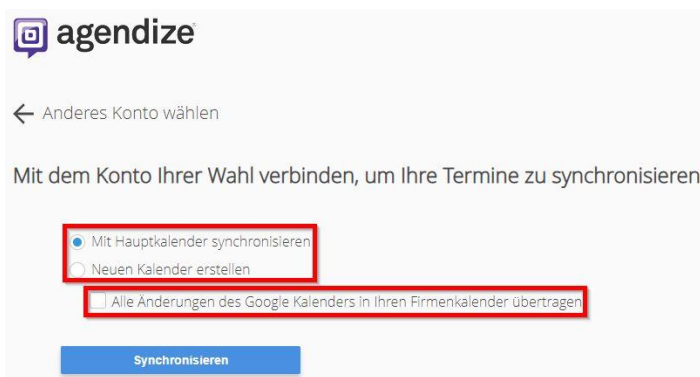 agendize
← Anderes Konto wählen
Mit dem Konto Ihrer Wahl verbinden, um Ihre Termine zu synchronisieren
Mit Hauptkalender synchronisieren
Neuen Kalender erstellen
Alle Änderungen des Google Kalenders in Ihren Firmenkalender übertragen
Synchronisieren